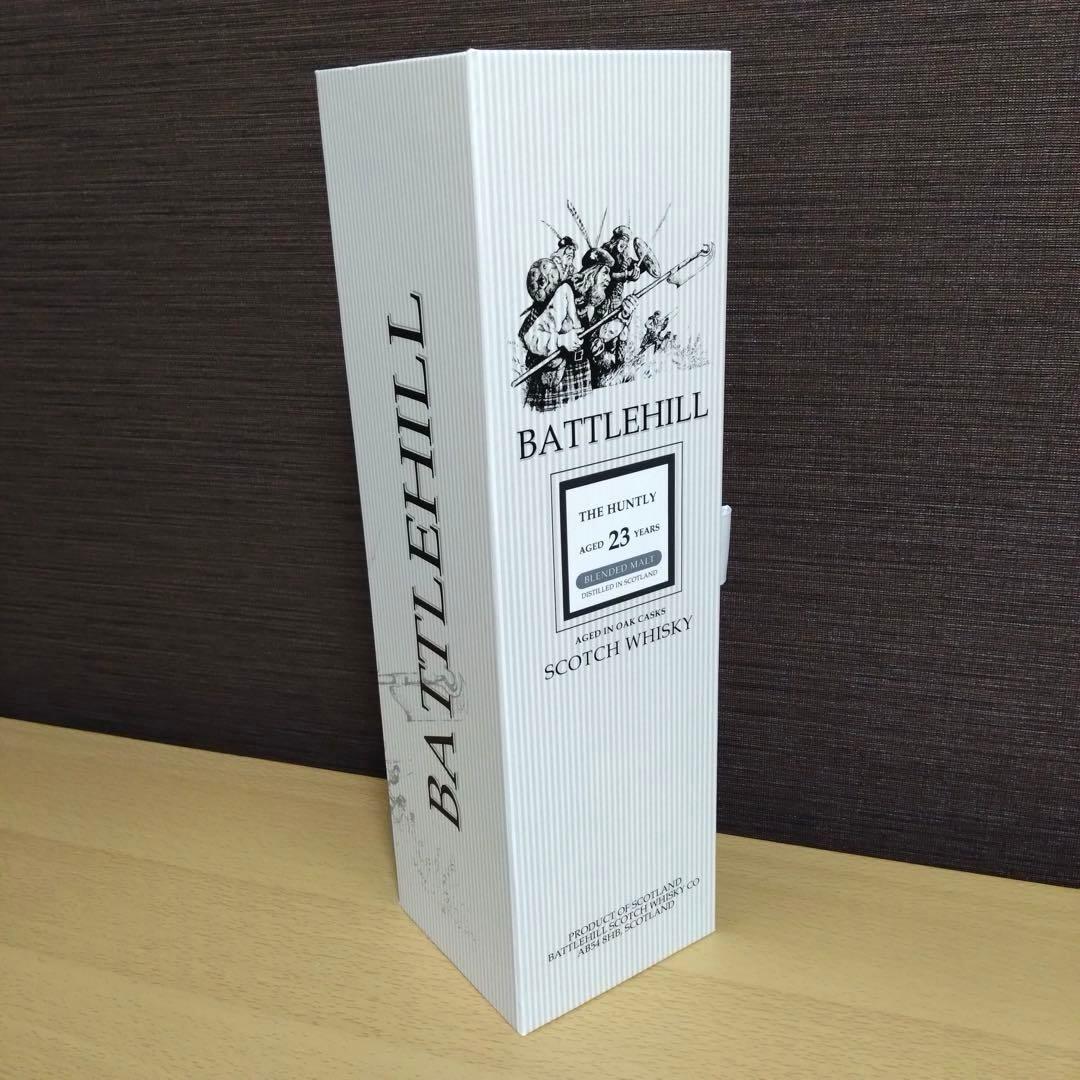 BATTLEHILL
BATTLEHILL
THE HUNTLY
AGED 23 YEARS
BLENDED MALT
DISTILLED IN SCOTLAND
AGED IN OAK CASKS
SCOTCH WHISKY
PRODUCT OF SCOTLAND
BATTLEHILL SCOTCH WHISKY CO
AB54 8HB, SCOTLAND